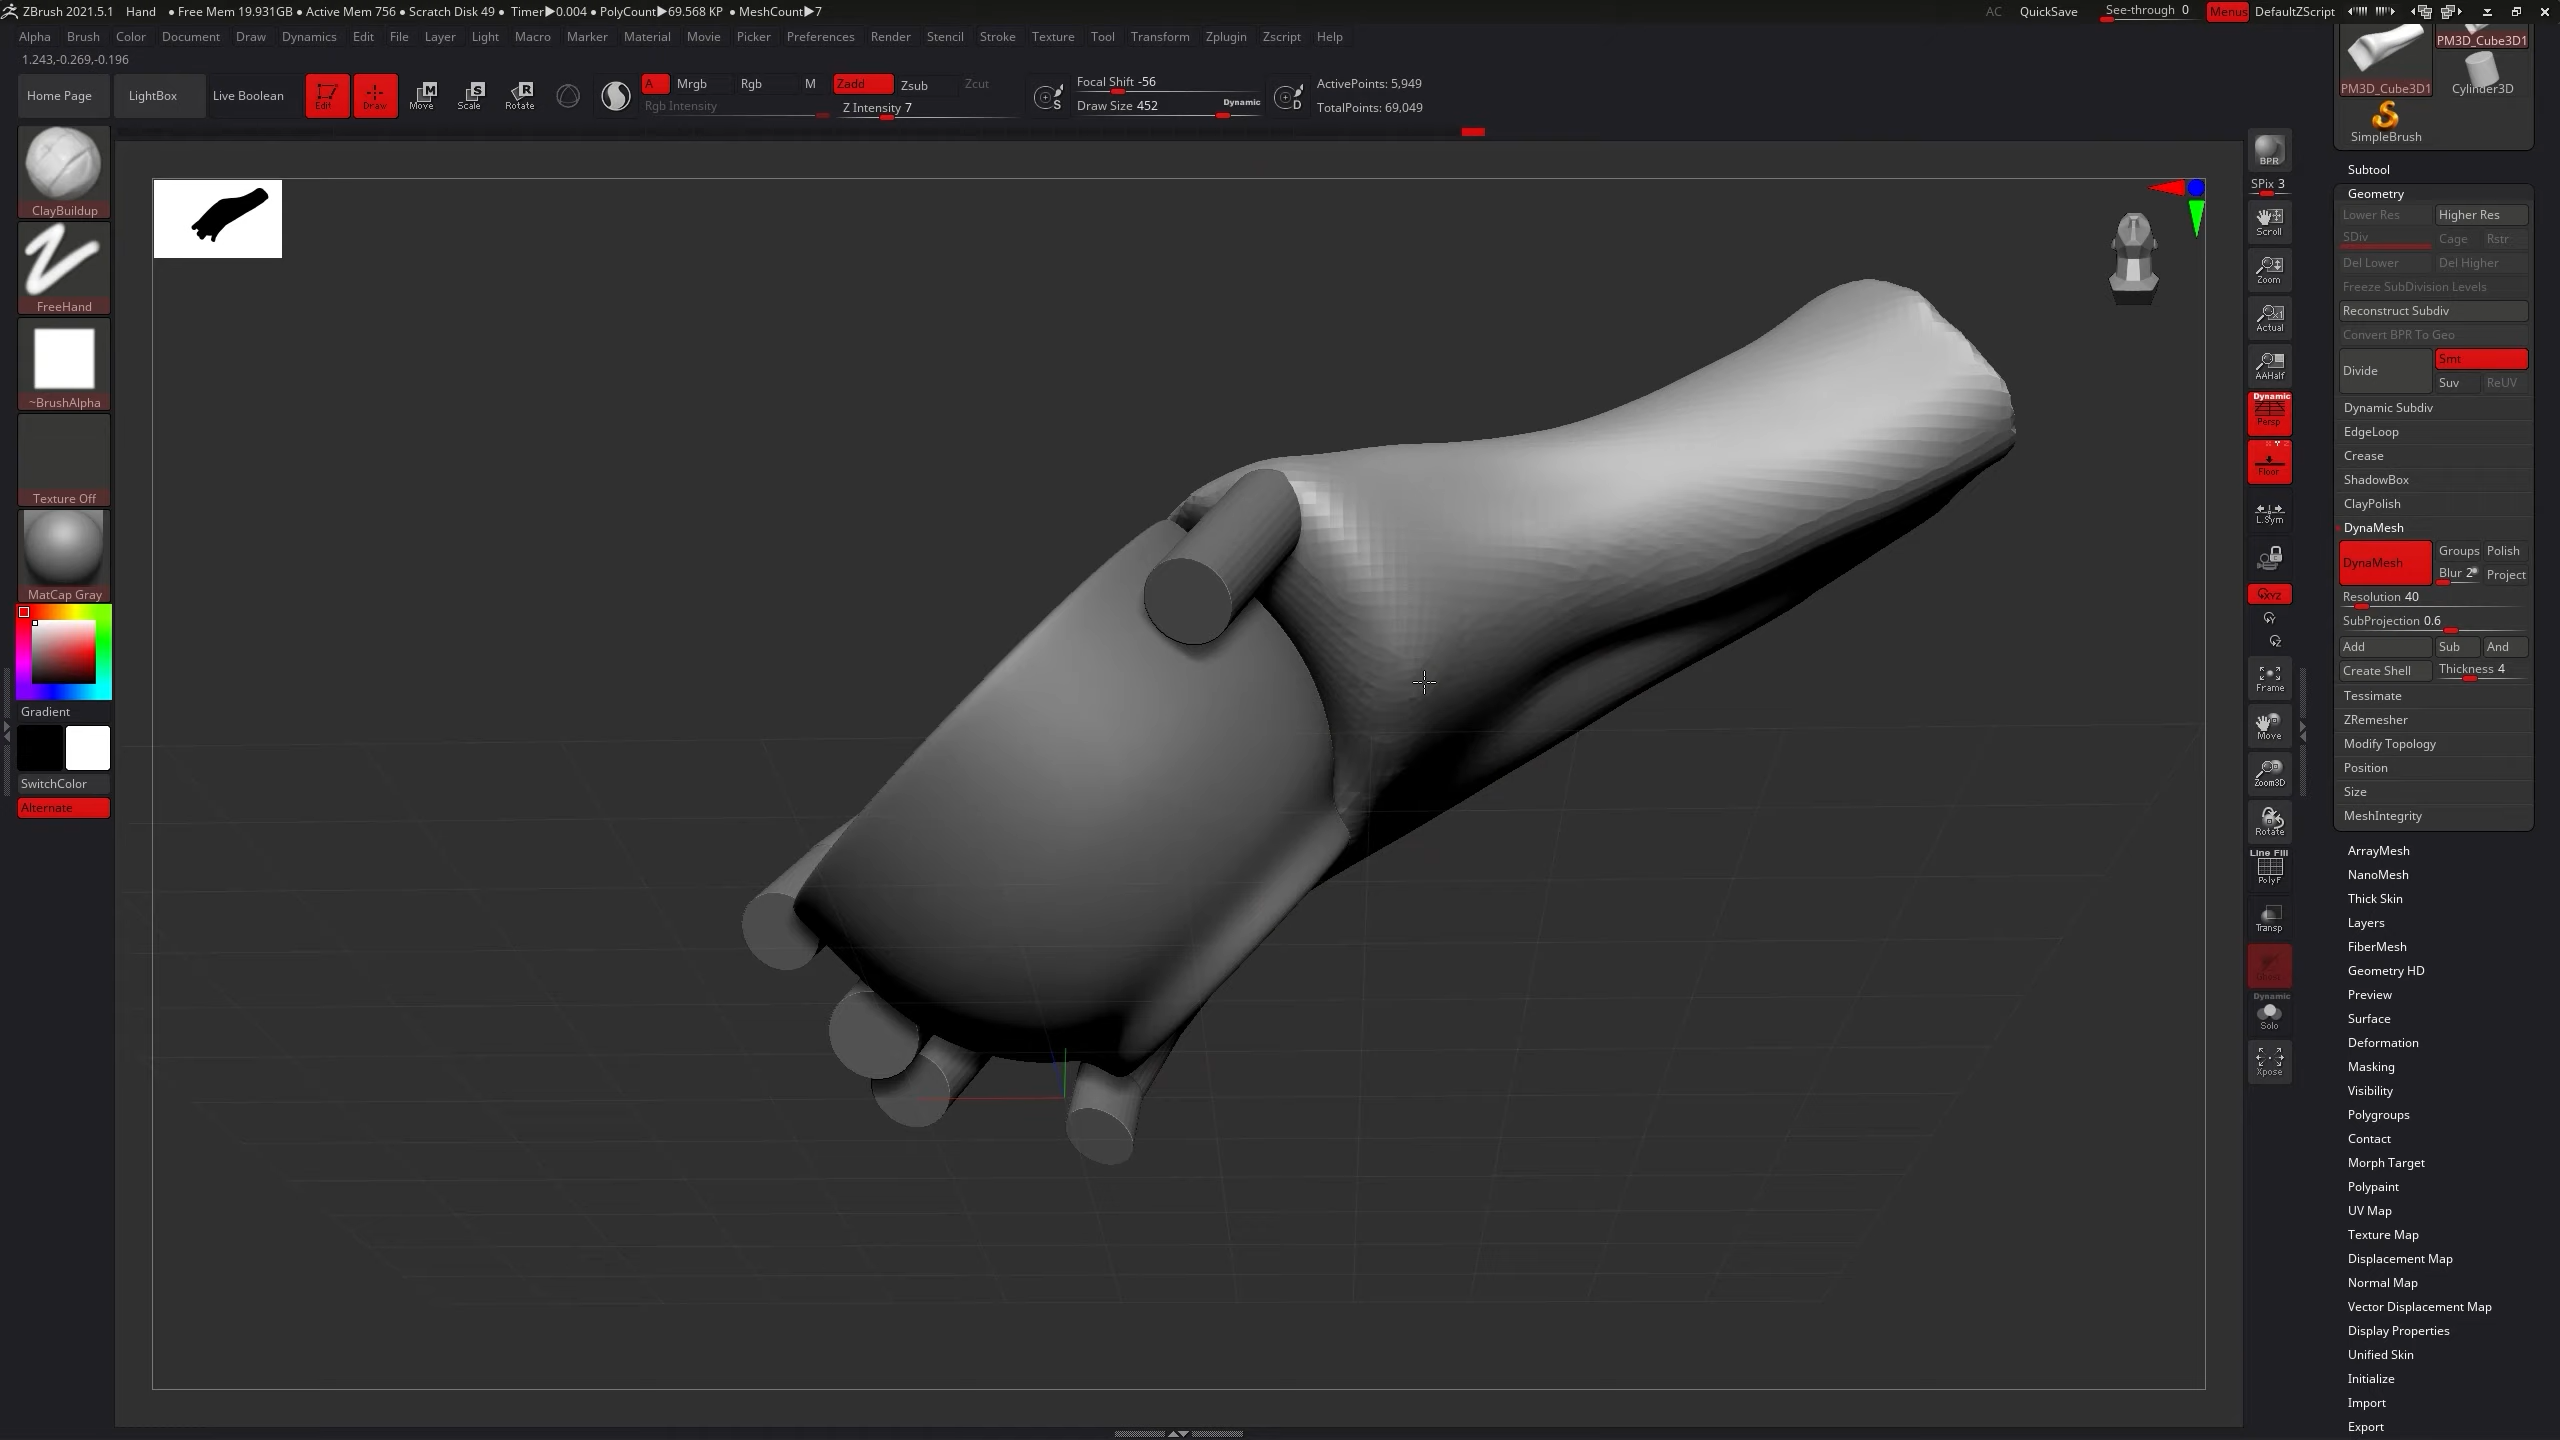 ZBrush 2021.5.1 Hand ● Free Mem 19.931GB ● Active Mem 756 ● Scratch Disk 49 ● Timer▶0.004 ● PolyCount▶69.568 KP ● MeshCount▶7 AC QuickSave See-through 0 Menus DefaultZScript
Alpha Brush Color Document Draw Dynamics Edit File Layer Light Macro Marker Material Movie Picker Preferences Render Stencil Stroke Texture Tool Transform Zplugin Zscript Help
1.243,-0.269,-0.196
Home Page LightBox Live Boolean Edit Draw Move Scale Rotate
A Mrgb Rgb M Zadd Zsub Zcut
Rgb Intensity Z Intensity 7
Focal Shift -56
Draw Size 452 Dynamic
ActivePoints: 5,949
TotalPoints: 69,049
ClayBuildup
FreeHand
~BrushAlpha
Texture Off
MatCap Gray
Gradient
SwitchColor
Alternate
BPR
SPix 3
Scroll
Zoom
Actual
AAHalf
Dynamic
Persp
Floor
L.Sym
XYZ
Frame
Move
Zoom3D
Rotate
Line Fill
PolyF
Transp
Dynamic
Solo
Xpose
PM3D_Cube3D1
PM3D_Cube3D1 Cylinder3D
SimpleBrush
Subtool
Geometry
Lower Res Higher Res
SDiv Cage Rstr
Del Lower Del Higher
Freeze SubDivision Levels
Reconstruct Subdiv
Convert BPR To Geo
Divide Smt
Suv ReUV
Dynamic Subdiv
EdgeLoop
Crease
ShadowBox
ClayPolish
DynaMesh
DynaMesh Groups Polish
Blur 2 Project
Resolution 40
SubProjection 0.6
Add Sub And
Create Shell Thickness 4
Tessimate
ZRemesher
Modify Topology
Position
Size
MeshIntegrity
ArrayMesh
NanoMesh
Thick Skin
Layers
FiberMesh
Geometry HD
Preview
Surface
Deformation
Masking
Visibility
Polygroups
Contact
Morph Target
Polypaint
UV Map
Texture Map
Displacement Map
Normal Map
Vector Displacement Map
Display Properties
Unified Skin
Initialize
Import
Export